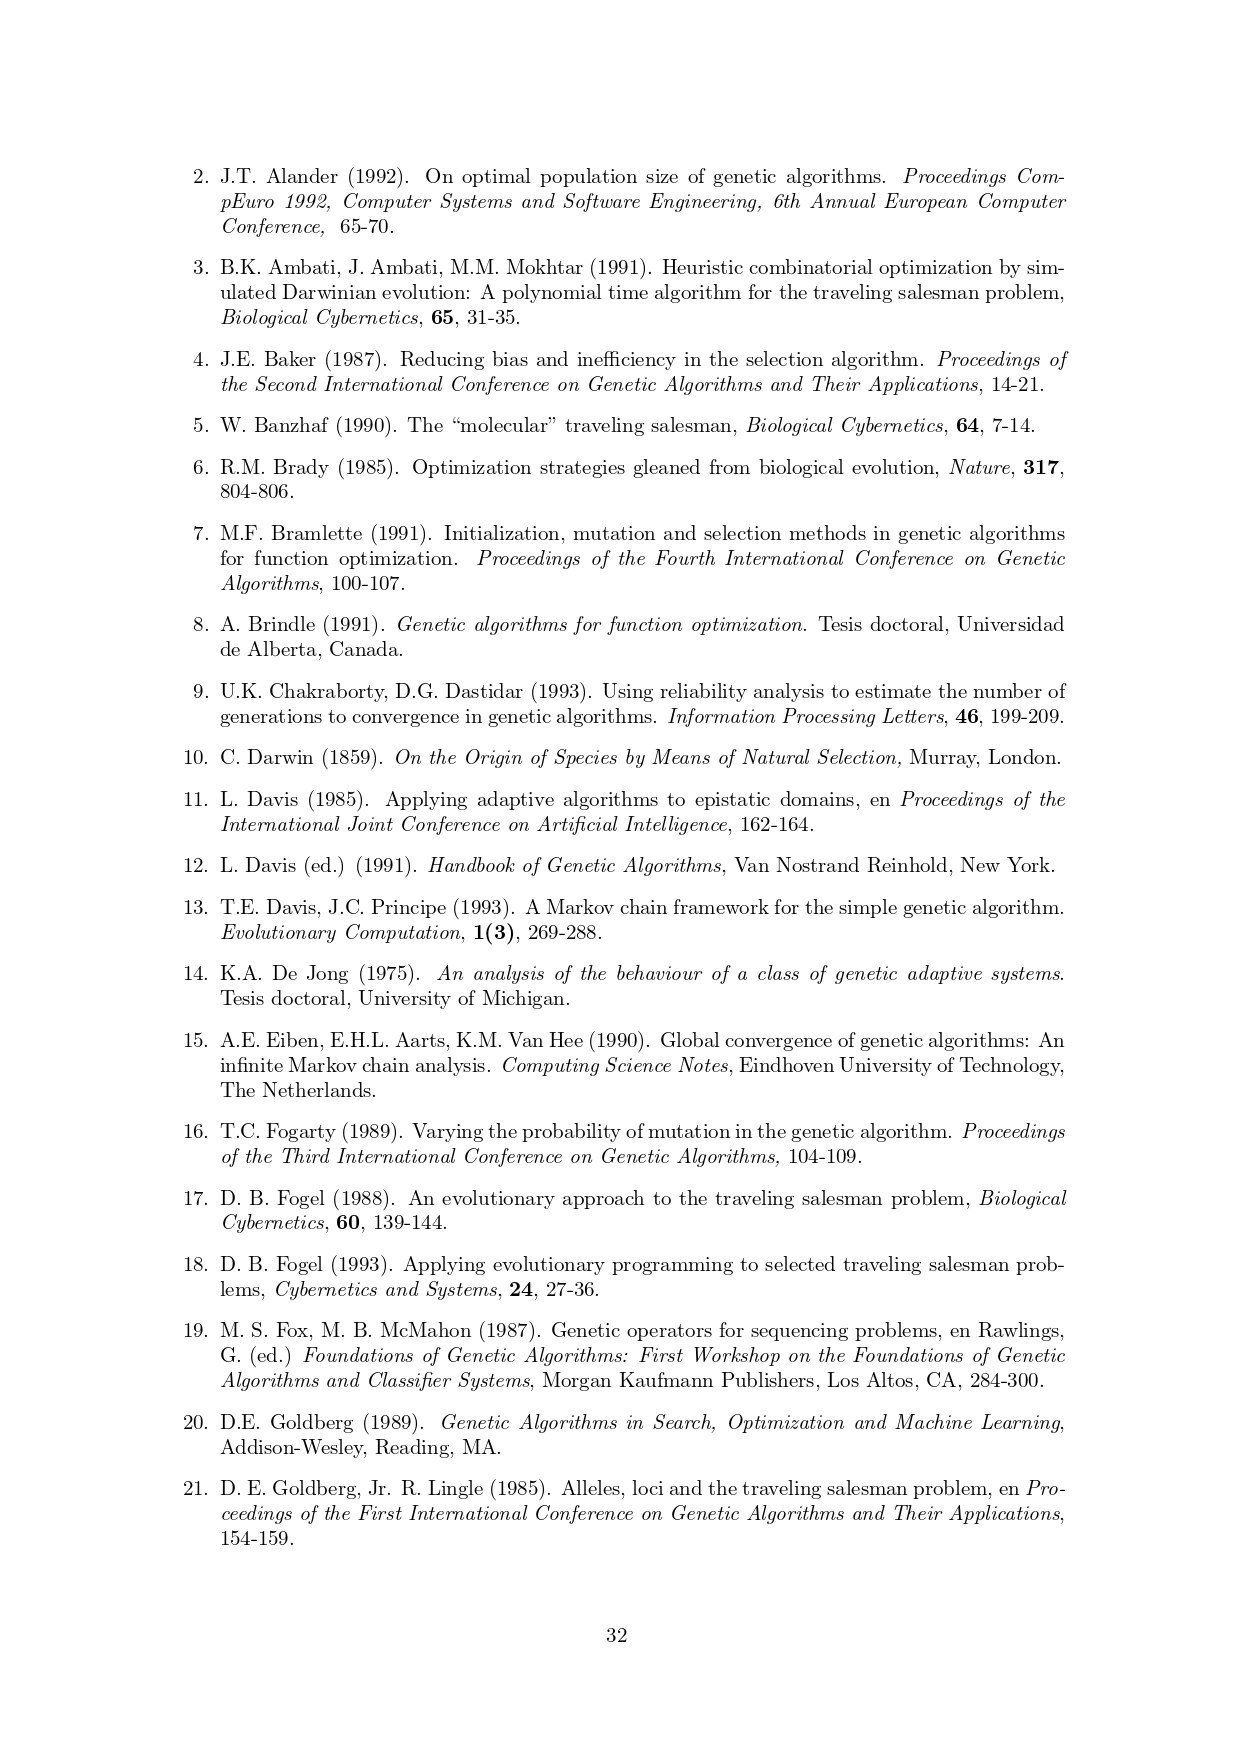 2. J.T. Alander (1992). On optimal population size of genetic algorithms. Proceedings Com-
pEuro 1992, Computer Systems and Software Engineering, 6th Annual European Computer
Conference, 65-70.
3. B.K. Ambati, J. Ambati, M.M. Mokhtar (1991). Heuristic combinatorial optimization by sim-
ulated Darwinian evolution: A polynomial time algorithm for the traveling salesman problem,
Biological Cybernetics, 65, 31-35.
4. J.E. Baker (1987). Reducing bias and inefficiency in the selection algorithm. Proceedings of
the Second International Conference on Genetic Algorithms and Their Applications, 14-21.
5. W. Banzhaf (1990). The “molecular” traveling salesman, Biological Cybernetics, 64, 7-14.
6. R.M. Brady (1985). Optimization strategies gleaned from biological evolution, Nature, 317,
804-806.
7. M.F. Bramlette (1991). Initialization, mutation and selection methods in genetic algorithms
for function optimization. Proceedings of the Fourth International Conference on Genetic
Algorithms, 100-107.
8. A. Brindle (1991). Genetic algorithms for function optimization. Tesis doctoral, Universidad
de Alberta, Canada.
9. U.K. Chakraborty, D.G. Dastidar (1993). Using reliability analysis to estimate the number of
generations to convergence in genetic algorithms. Information Processing Letters, 46, 199-209.
10. C. Darwin (1859). On the Origin of Species by Means of Natural Selection, Murray, London.
11. L. Davis (1985). Applying adaptive algorithms to epistatic domains, en Proceedings of the
International Joint Conference on Artificial Intelligence, 162-164.
12. L. Davis (ed.) (1991). Handbook of Genetic Algorithms, Van Nostrand Reinhold, New York.
13. T.E. Davis, J.C. Principe (1993). A Markov chain framework for the simple genetic algorithm.
Evolutionary Computation, 1(3), 269-288.
14. K.A. De Jong (1975). An analysis of the behaviour of a class of genetic adaptive systems.
Tesis doctoral, University of Michigan.
15. A.E. Eiben, E.H.L. Aarts, K.M. Van Hee (1990). Global convergence of genetic algorithms: An
infinite Markov chain analysis. Computing Science Notes, Eindhoven University of Technology,
The Netherlands.
16. T.C. Fogarty (1989). Varying the probability of mutation in the genetic algorithm. Proceedings
of the Third International Conference on Genetic Algorithms, 104-109.
17. D. B. Fogel (1988). An evolutionary approach to the traveling salesman problem, Biological
Cybernetics, 60, 139-144.
18. D. B. Fogel (1993). Applying evolutionary programming to selected traveling salesman prob-
lems, Cybernetics and Systems, 24, 27-36.
19. M. S. Fox, M. B. McMahon (1987). Genetic operators for sequencing problems, en Rawlings,
G. (ed.) Foundations of Genetic Algorithms: First Workshop on the Foundations of Genetic
Algorithms and Classifier Systems, Morgan Kaufmann Publishers, Los Altos, CA, 284-300.
20. D.E. Goldberg (1989). Genetic Algorithms in Search, Optimization and Machine Learning,
Addison-Wesley, Reading, MA.
21. D. E. Goldberg, Jr. R. Lingle (1985). Alleles, loci and the traveling salesman problem, en Pro-
ceedings of the First International Conference on Genetic Algorithms and Their Applications,
154-159.
32